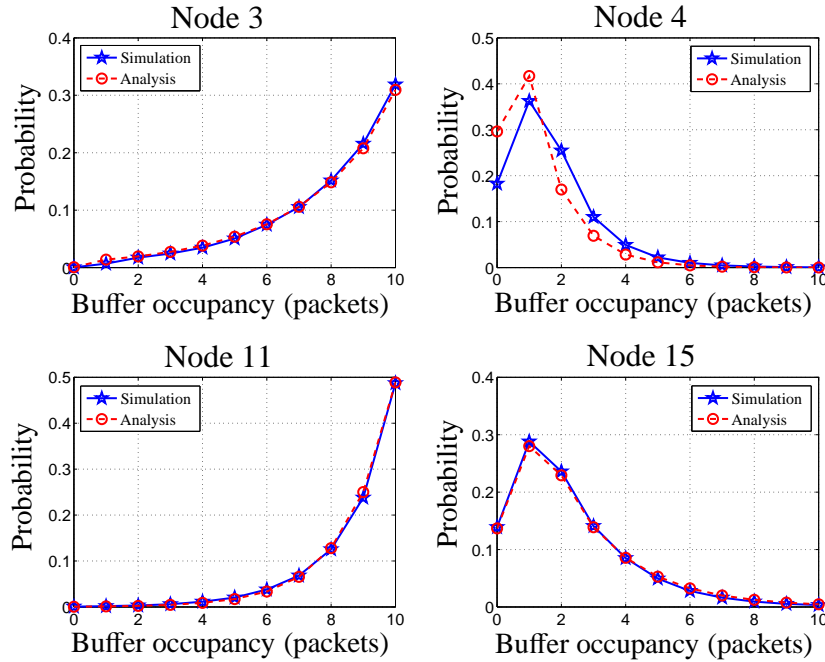 Node 3
Node 4
0.4
0.3
0.2
0.1
0
Probability
Simulation
Analysis
0 2 4 6 8 10
Buffer occupancy (packets)
0.5
0.4
0.3
0.2
0.1
0
Probability
Simulation
Analysis
0 2 4 6 8 10
Buffer occupancy (packets)
Node 11
Node 15
0.5
0.4
0.3
0.2
0.1
0
Probability
Simulation
Analysis
0 2 4 6 8 10
Buffer occupancy (packets)
0.4
0.3
0.2
0.1
0
Probability
Simulation
Analysis
0 2 4 6 8 10
Buffer occupancy (packets)